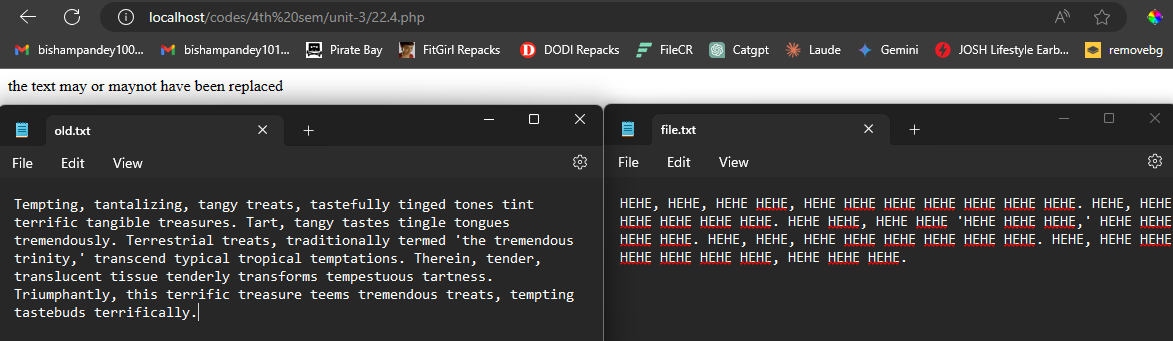 localhost/codes/4th%20sem/unit-3/22.4.php
bishampandey100... bishampandey101... Pirate Bay FitGirl Repacks DODI Repacks FileCR Catgpt Laude Gemini JOSH Lifestyle Earb... removebg
the text may or maynot have been replaced
old.txt
File Edit View
Tempting, tantalizing, tangy treats, tastefully tinged tones tint
terrific tangible treasures. Tart, tangy tastes tingle tongues
tremendously. Terrestrial treats, traditionally termed 'the tremendous
trinity,' transcend typical tropical temptations. Therein, tender,
translucent tissue tenderly transforms tempestuous tartness.
Triumphantly, this terrific treasure teems tremendous treats, tempting
tastebuds terrifically.
file.txt
File Edit View
HEHE, HEHE, HEHE HEHE, HEHE HEHE HEHE HEHE HEHE HEHE HEHE. HEHE, HEHE
HEHE HEHE HEHE HEHE. HEHE HEHE, HEHE HEHE 'HEHE HEHE HEHE,' HEHE HEHE
HEHE HEHE. HEHE, HEHE, HEHE HEHE HEHE HEHE HEHE HEHE. HEHE, HEHE HEHE
HEHE HEHE HEHE HEHE, HEHE HEHE HEHE.